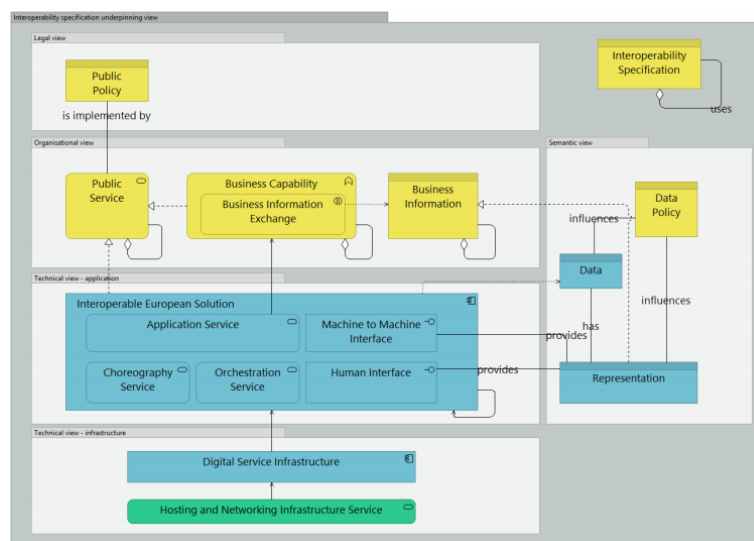 Interoperability specification underpinning view
Legal view
Public
Policy
Interoperability
Specification
uses
is implemented by
Organisational view
Semantic view
Public
Service
Business Capability
Business Information
Exchange
Business
Information
Data
Policy
influences
Data
influences
has
Technical view - application
Interoperable European Solution
Application Service
Machine to Machine
Interface
provides
Choreography
Service
Orchestration
Service
Human Interface
provides
Representation
Technical view - infrastructure
Digital Service Infrastructure
Hosting and Networking Infrastructure Service